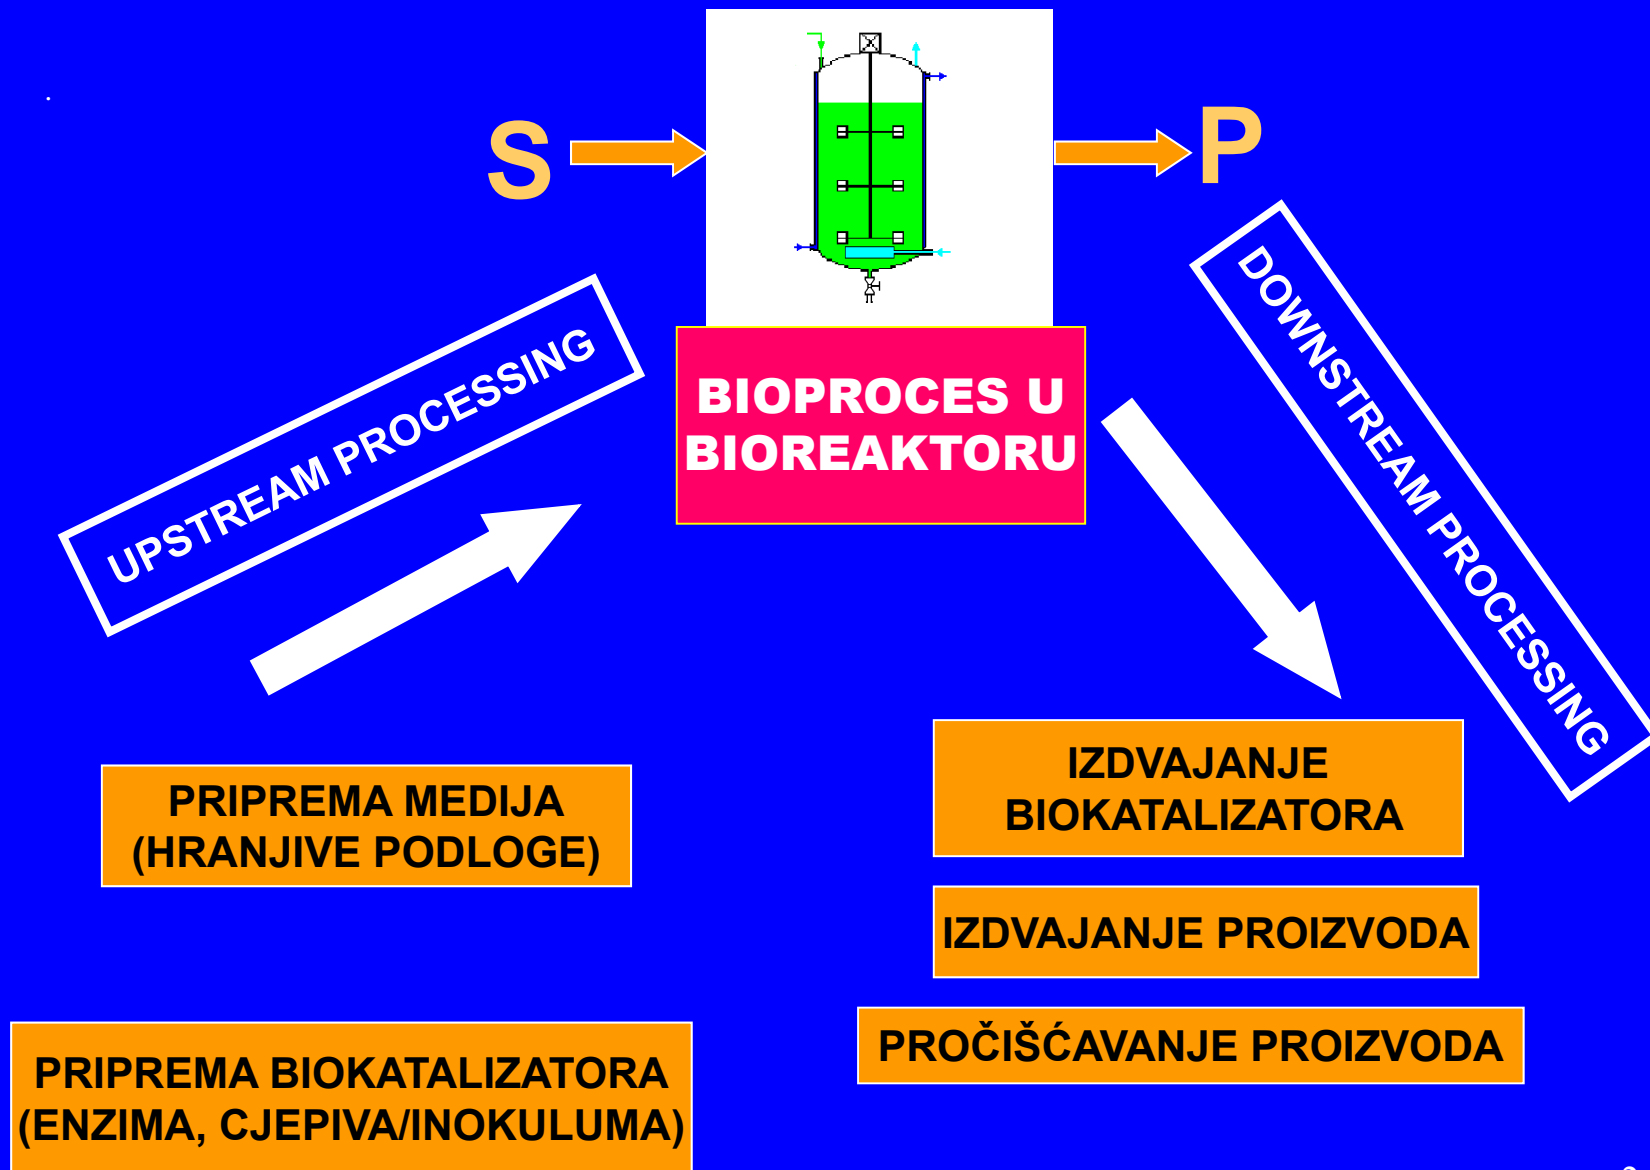 S
P
UPSTREAM PROCESSING
BIOPROCES U
BIOREAKTORU
DOWNSTREAM PROCESSING
PRIPREMA MEDIJA
(HRANJIVE PODLOGE)
PRIPREMA BIOKATALIZATORA
(ENZIMA, CJEPIVA/INOKULUMA)
IZDVAJANJE
BIOKATALIZATORA
IZDVAJANJE PROIZVODA
PROČIŠĆAVANJE PROIZVODA